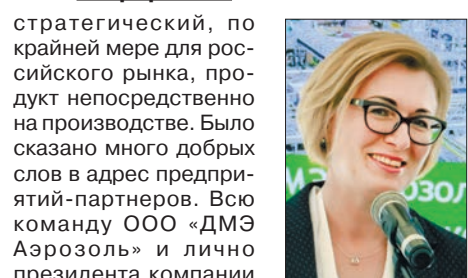 стратегический, по
крайней мере для рос-
сийского рынка, про-
дукт непосредственно
на производстве. Было
сказано много добрых
слов в адрес предпри-
ятий-партнеров. Всю
команду ООО «ДМЭ
Аэрозоль» и лично
президента компании